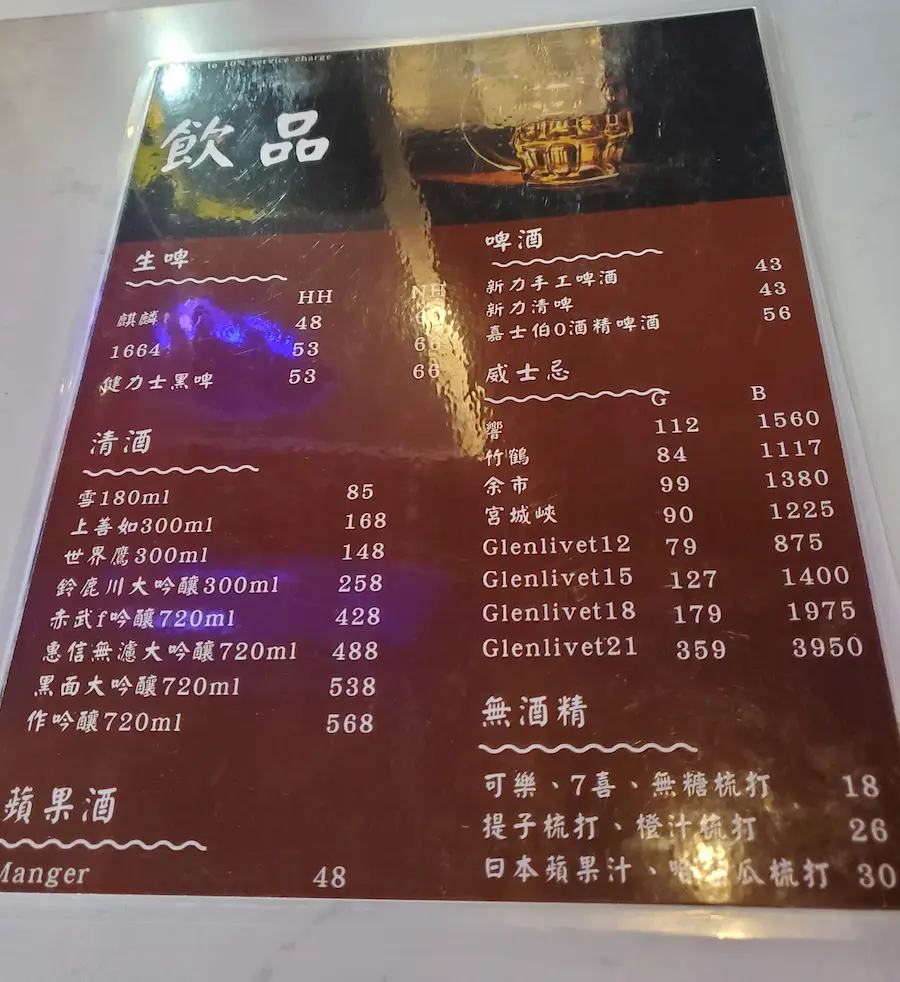 to 10% service charge
飲品
生啤
HH NH
麒麟 48
1664 53 66
健力士黑啤 53 66
清酒
雪180ml 85
上善如300ml 168
世界鷹300ml 148
鈴鹿川大吟釀300ml 258
赤武f吟釀720ml 428
惠信無濾大吟釀720ml 488
黑面大吟釀720ml 538
作吟釀720ml 568
蘋果酒
Manger 48
啤酒
新力手工啤酒 43
新力清啤 43
嘉士伯0酒精啤酒 56
威士忌
G B
響 112 1560
竹鶴 84 1117
余市 99 1380
宮城峽 90 1225
Glenlivet12 79 875
Glenlivet15 127 1400
Glenlivet18 179 1975
Glenlivet21 359 3950
無酒精
可樂、7喜、無糖梳打 18
提子梳打、橙汁梳打 26
日本蘋果汁、瓜梳打 30